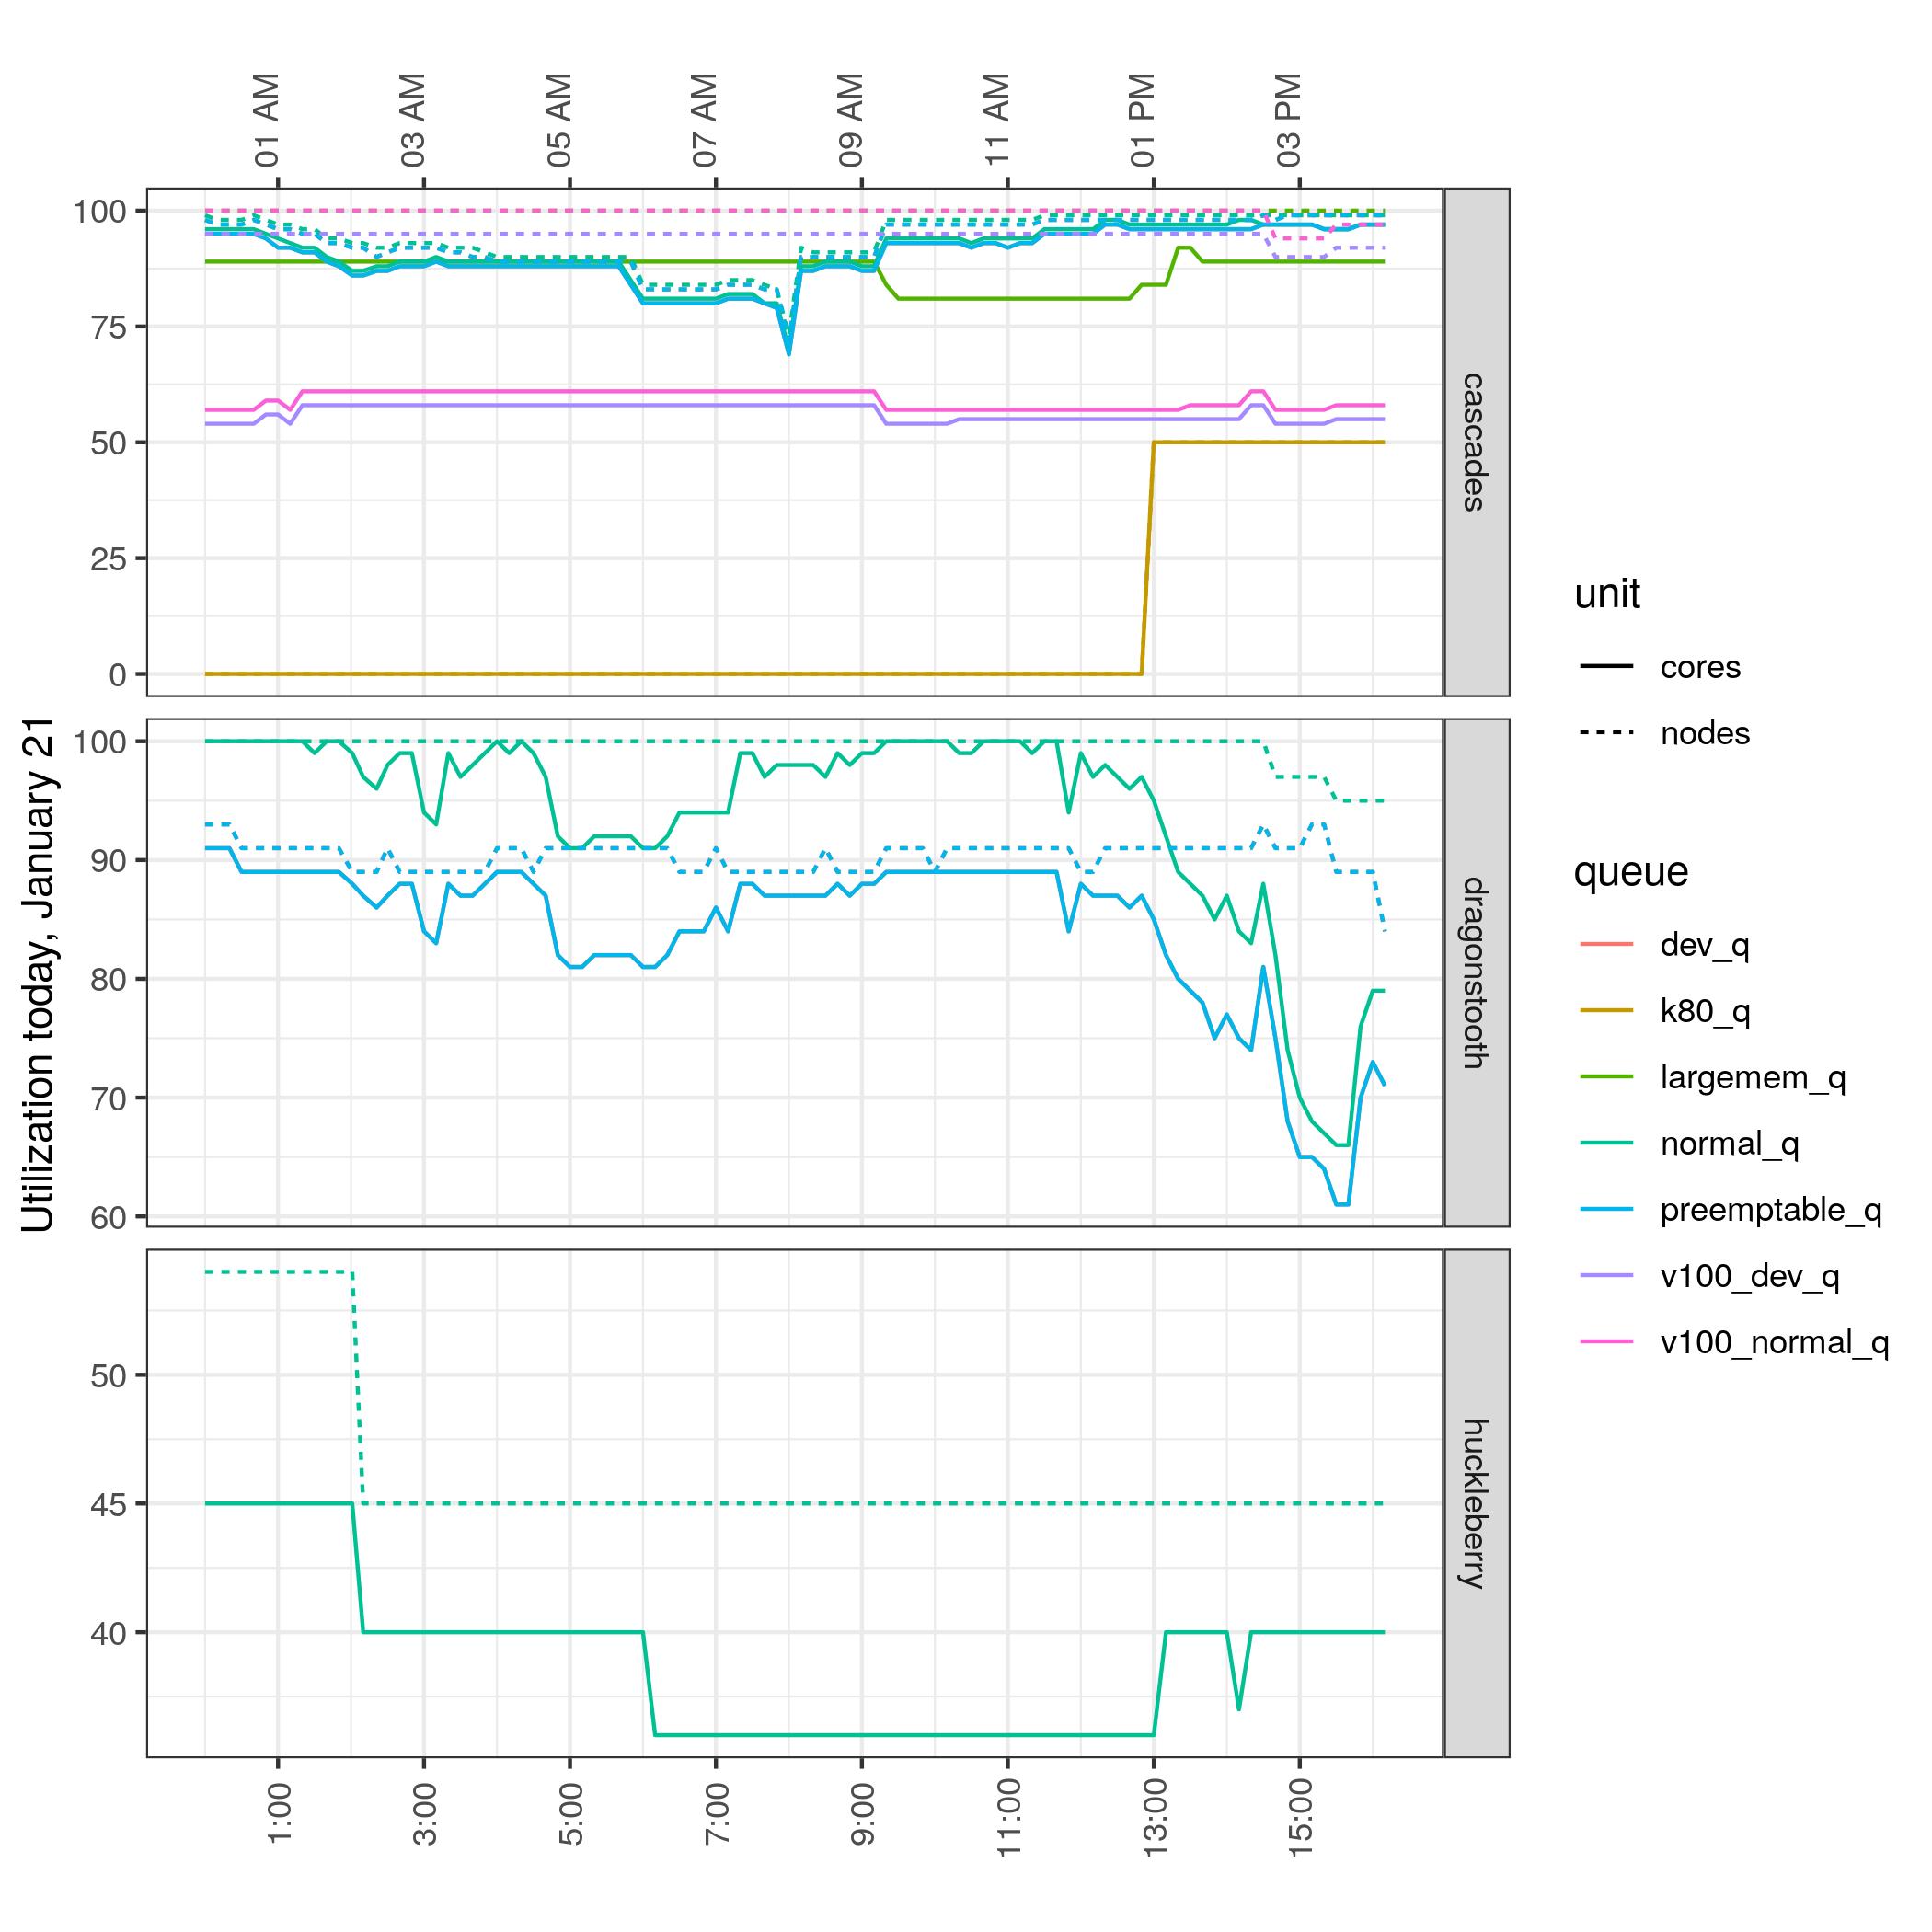 01 AM
03 AM
05 AM
07 AM
09 AM
11 AM
01 PM
03 PM
100
75
50
25
0
cascades
Utilization today, January 21
100
90
80
70
60
dragonstooth
50
45
40
huckleberry
1:00
3:00
5:00
7:00
9:00
11:00
13:00
15:00
unit
cores
nodes
queue
dev_q
k80_q
largemem_q
normal_q
preemptable_q
v100_dev_q
v100_normal_q